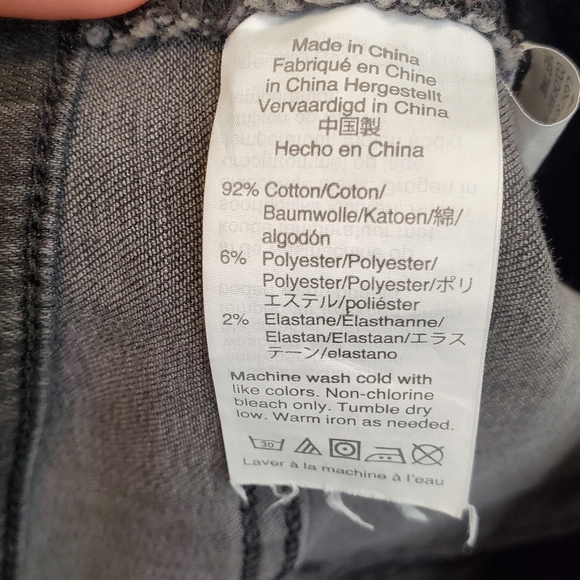 Made in China
Fabriqué en Chine
in China Hergestellt
Vervaardigd in China
中国製
Hecho en China
92% Cotton/Coton/
Baumwolle/Katoen/綿/
algodón
6% Polyester/Polyester/
Polyester/Polyester/ポリ
エステル/poliéster
2% Elastane/Élasthanne/
Elastan/Elastaan/エラス
テーン/elastano
Machine wash cold with
like colors. Non-chlorine
bleach only. Tumble dry
low. Warm iron as needed.
30
Laver à la machine à l'eau